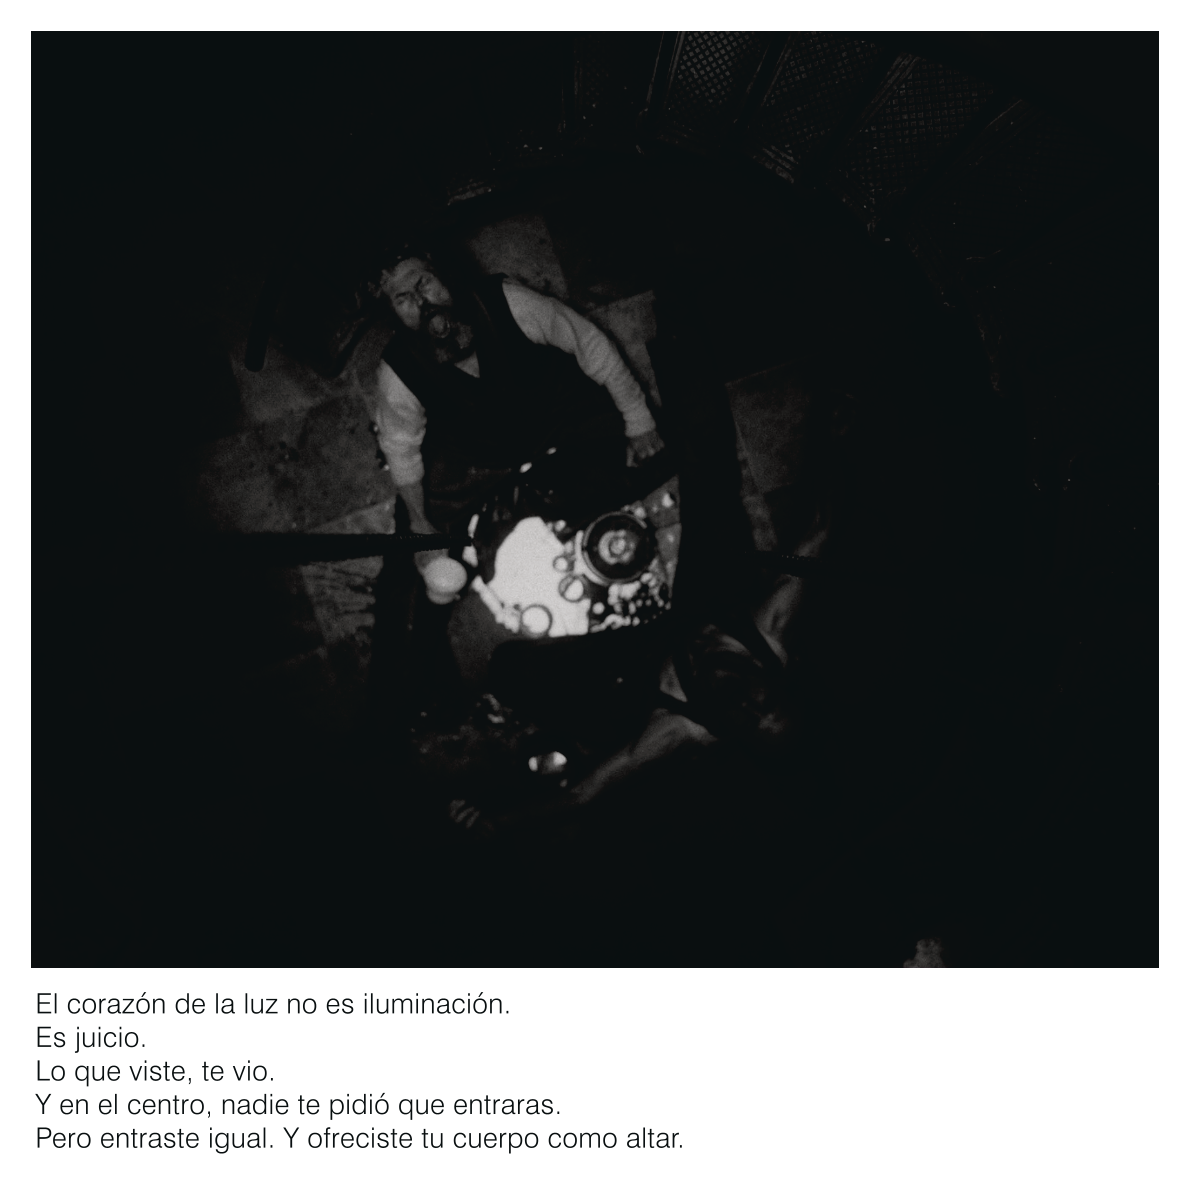 El corazón de la luz no es iluminación.
Es juicio.
Lo que viste, te vio.
Y en el centro, nadie te pidió que entraras.
Pero entraste igual. Y ofreciste tu cuerpo como altar.